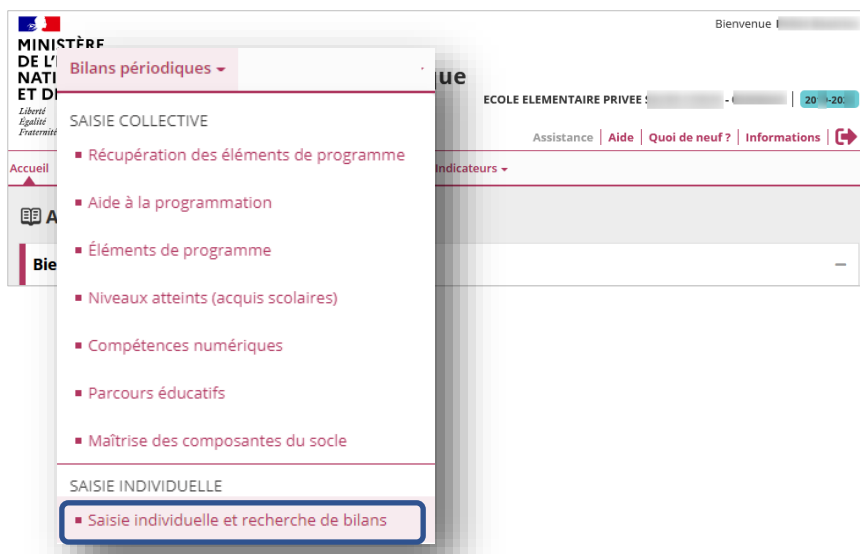 Bienvenue
MINISTÈRE
DE L'
NATI
ET D
Liberté
Égalité
Fraternité
ue
ECOLE ELEMENTAIRE PRIVEE
Assistance | Aide | Quoi de neuf ? | Informations
Accueil
Indicateurs
A
Bie
Bilans périodiques
SAISIE COLLECTIVE
Récupération des éléments de programme
Aide à la programmation
Éléments de programme
Niveaux atteints (acquis scolaires)
Compétences numériques
Parcours éducatifs
Maîtrise des composantes du socle
SAISIE INDIVIDUELLE
Saisie individuelle et recherche de bilans